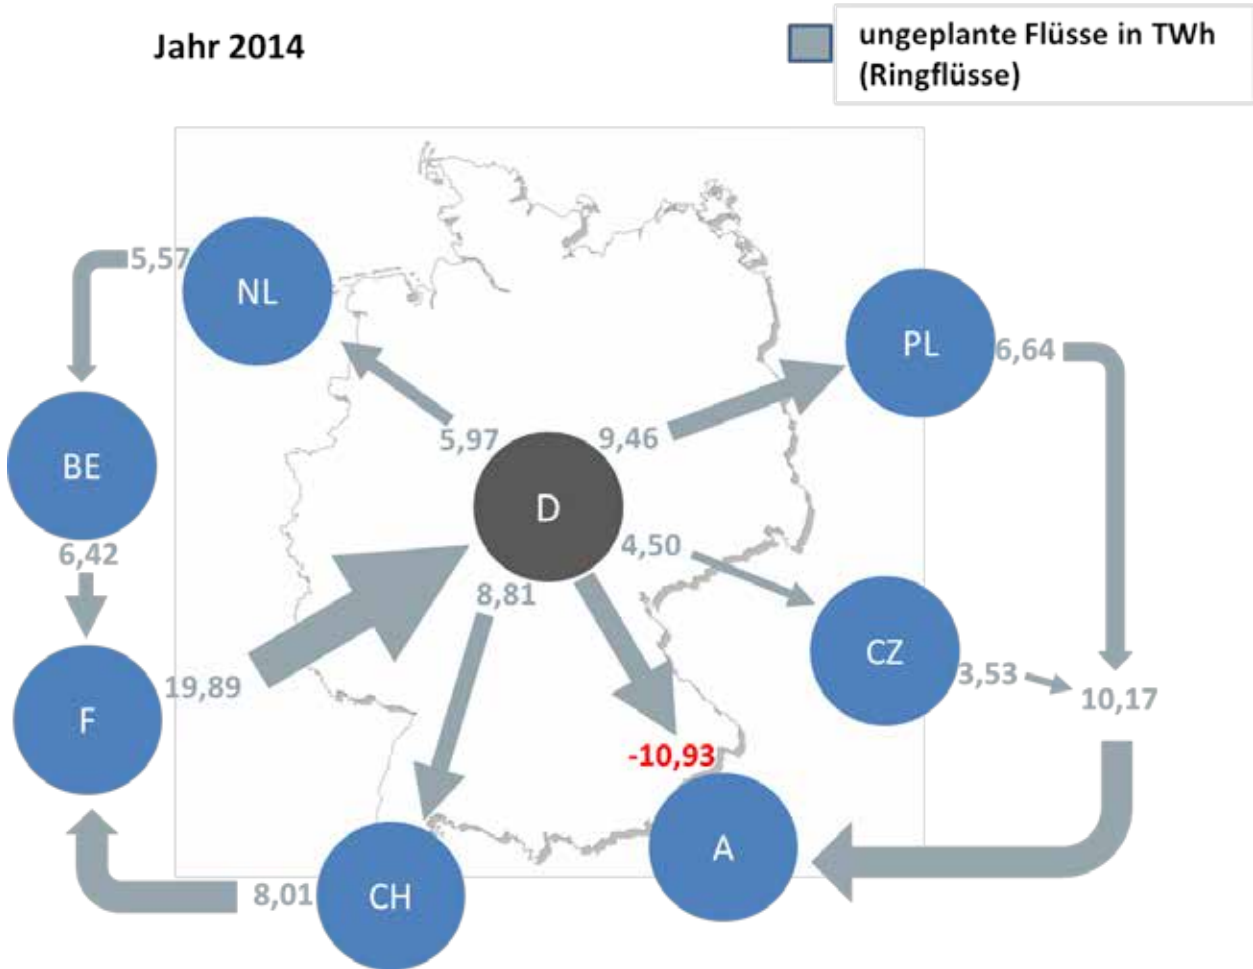 Jahr 2014
ungeplante Flüsse in TWh
(Ringflüsse)
5,57
NL
PL
6,64
5,97
9,46
BE
D
6,42
4,50
8,81
19,89
F
CZ
3,53
10,17
-10,93
A
8,01
CH